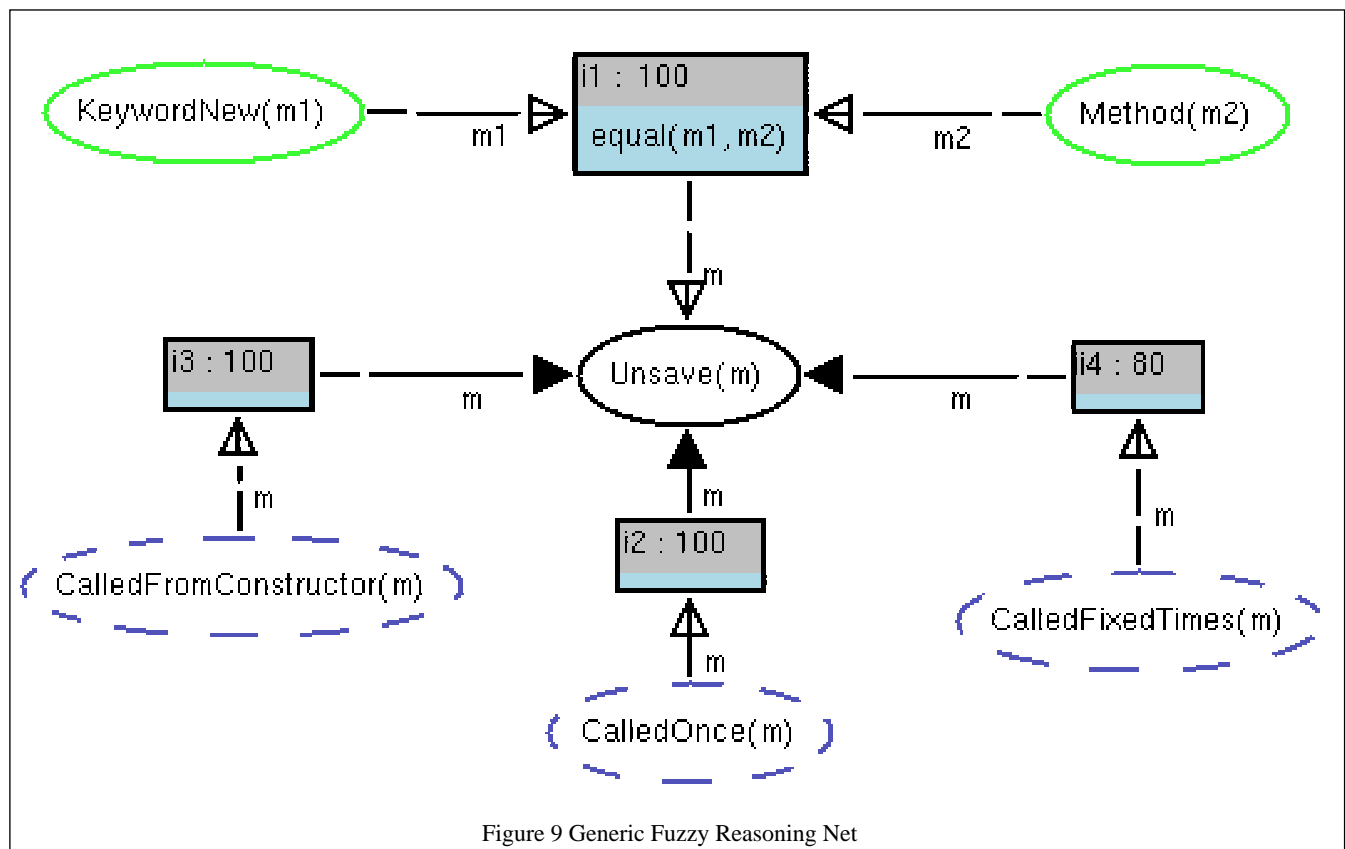 i1 : 100
KeywordNew(m1)
Method(m2)
m1
equal(m1,m2)
m2
m
i3 : 100
Unsave(m)
i4 : 80
m
m
m
m
m
i2 : 100
CalledFromConstructor(m)
CalledFixedTimes(m)
m
CalledOnce(m)
Figure 9 Generic Fuzzy Reasoning Net